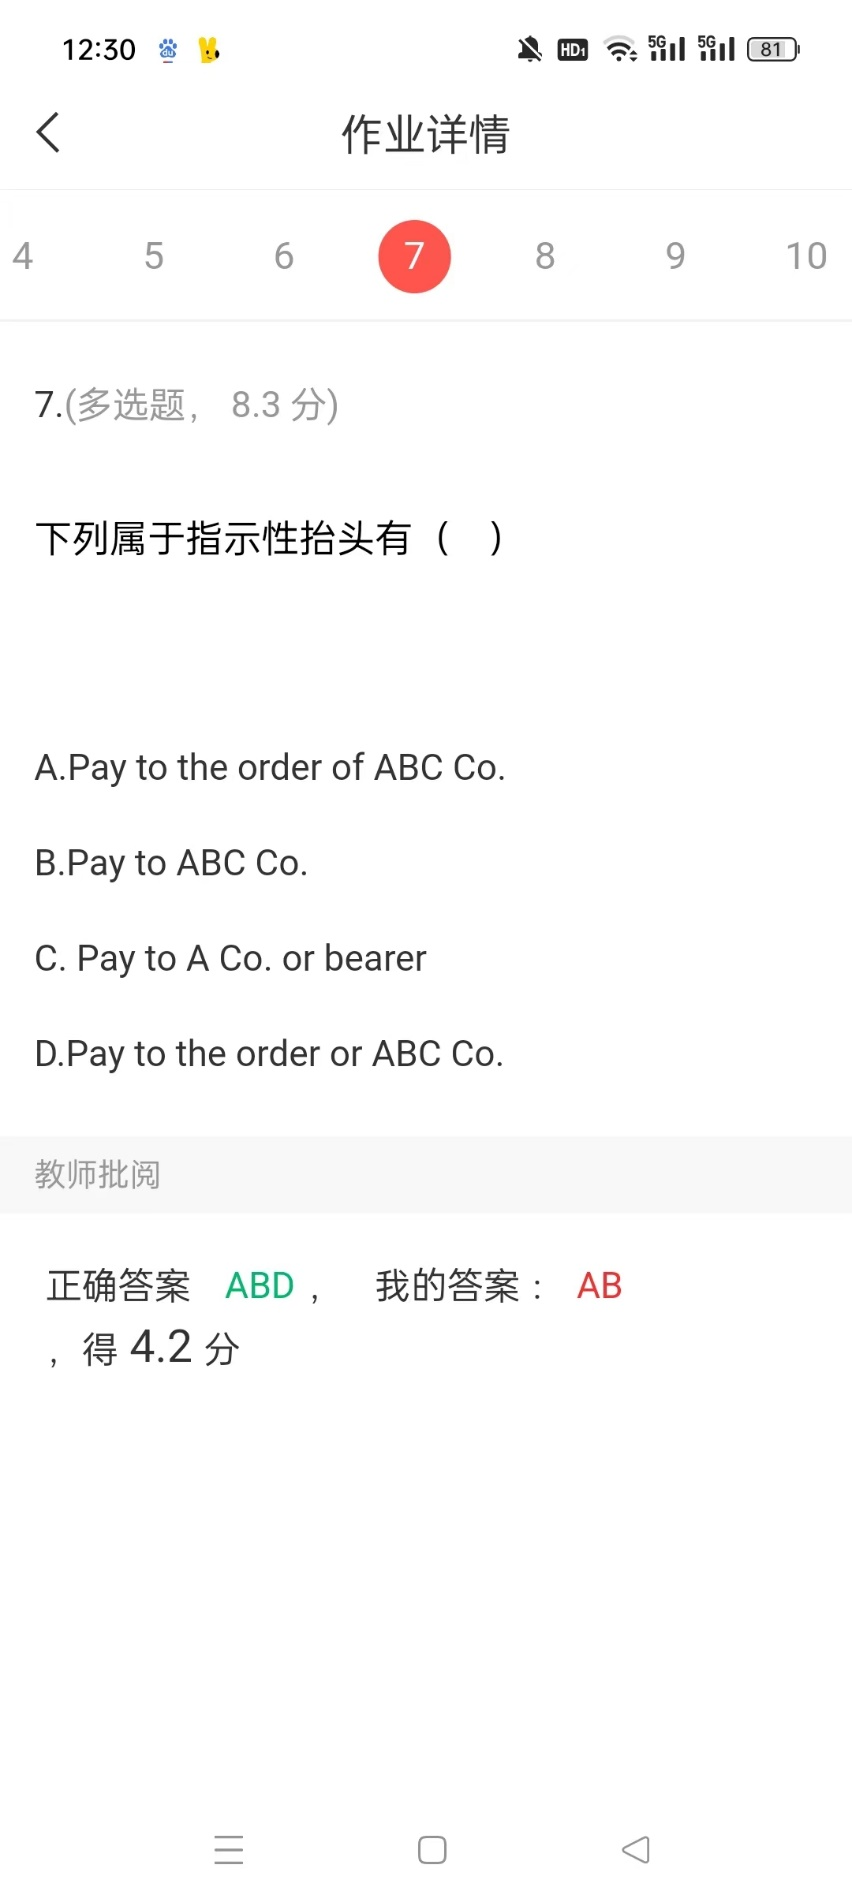 12:30 HD1 5G 5G 81
作业详情
4 5 6 7 8 9 10
7.(多选题， 8.3 分)
下列属于指示性抬头有（ ）
A.Pay to the order of ABC Co.
B.Pay to ABC Co.
C. Pay to A Co. or bearer
D.Pay to the order or ABC Co.
教师批阅
正确答案 ABD ， 我的答案： AB
，得 4.2 分